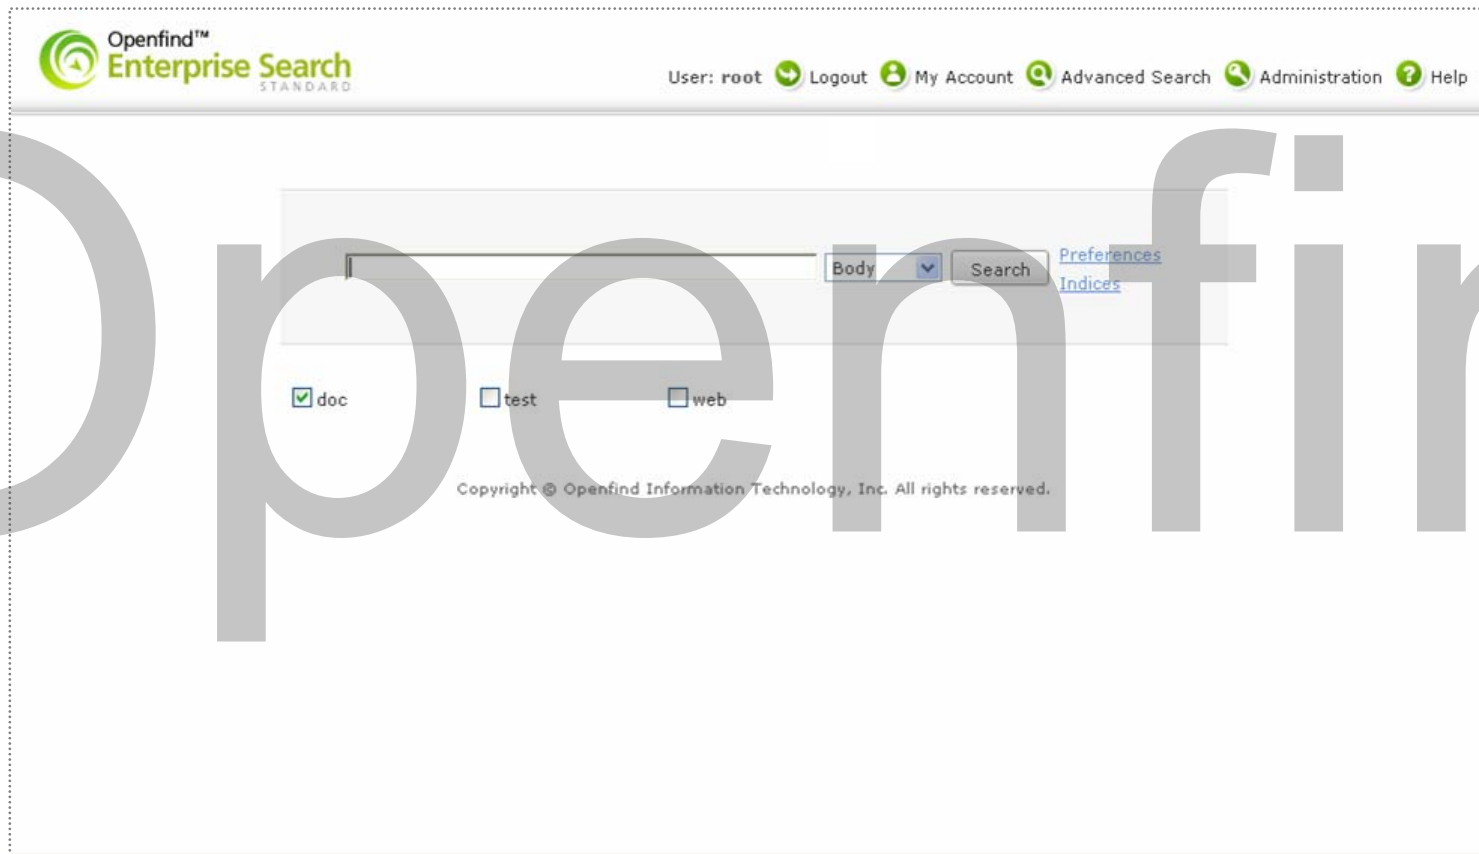 Openfind™
Enterprise Search
STANDARD
User: root Logout My Account Advanced Search Administration Help
Body Search Preferences
Indices
doc test web
Copyright © Openfind Information Technology, Inc. All rights reserved.
Openfin